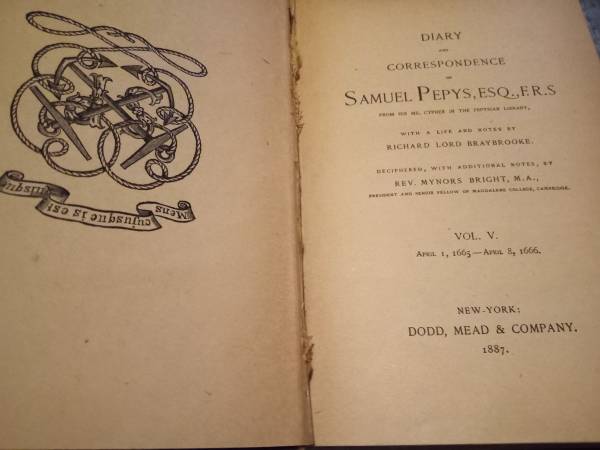 Mens
cujusque is est
Quisque
DIARY
AND
CORRESPONDENCE
OF
SAMUEL PEPYS, ESQ., F.R.S
FROM HIS MS. CYPHER IN THE PEPYSIAN LIBRARY,
WITH A LIFE AND NOTES BY
RICHARD LORD BRAYBROOKE.
DECIPHERED, WITH ADDITIONAL NOTES, BY
REV. MYNORS BRIGHT, M.A.,
PRESIDENT AND SENIOR FELLOW OF MAGDALENE COLLEGE, CAMBRIDGE.
VOL. V.
APRIL 1, 1665—APRIL 8, 1666.
NEW-YORK:
DODD, MEAD & COMPANY.
1887.